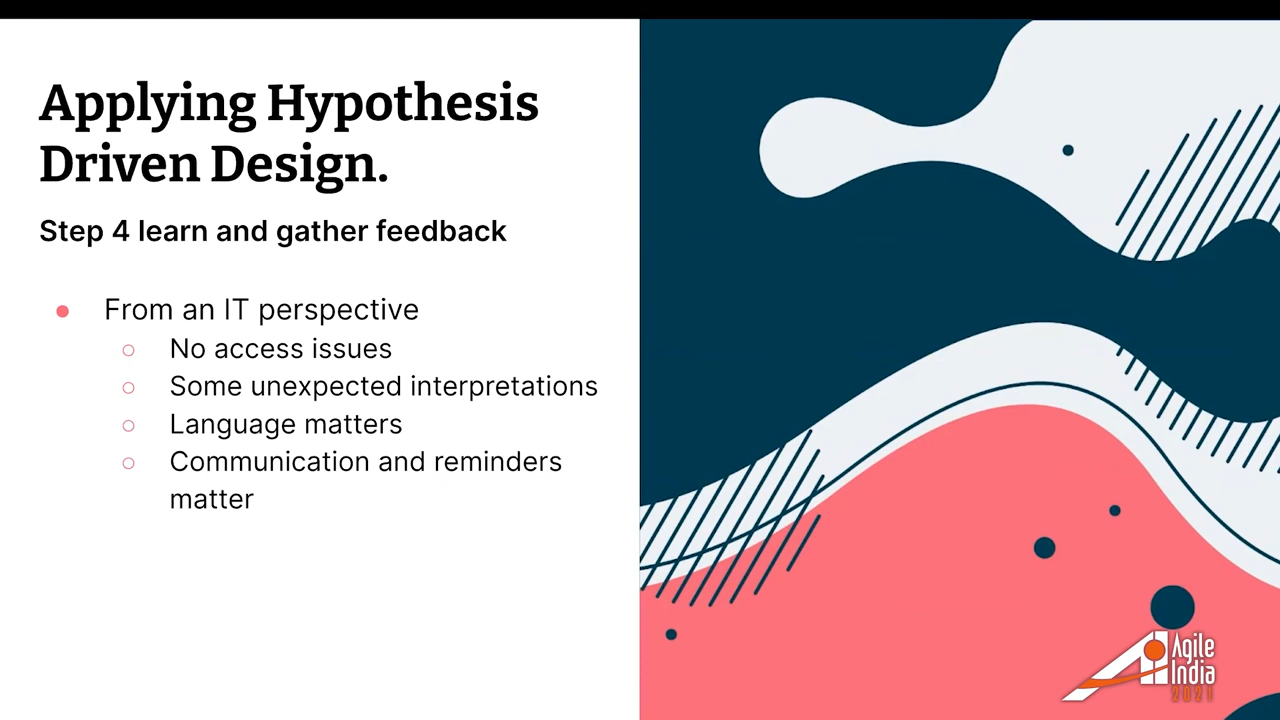 Applying Hypothesis
Driven Design.
Step 4 learn and gather feedback
From an IT perspective
No access issues
Some unexpected interpretations
Language matters
Communication and reminders
matter
Agile
India
2021